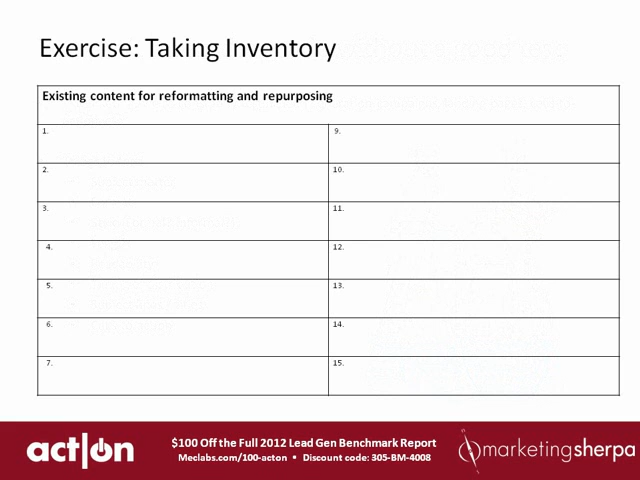 Exercise: Taking Inventory
Existing content for reformatting and repurposing
1.
9.
2.
10.
3.
11.
4.
12.
5.
13.
6.
14.
7.
15.
act|on
$100 Off the Full 2012 Lead Gen Benchmark Report
Meclabs.com/100-acton ▪ Discount code: 305-BM-4008
marketingsherpa